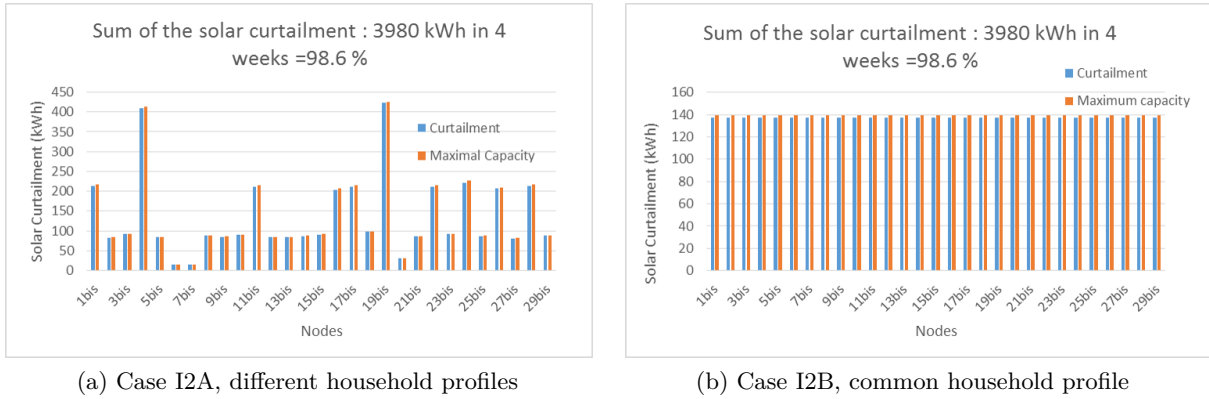 Sum of the solar curtailment : 3980 kWh in 4
weeks =98.6 %
Solar Curtailment (kWh)
450
400
350
300
250
200
150
100
50
0
Curtailment
Maximal Capacity
1bis
3bis
5bis
7bis
9bis
11bis
13bis
15bis
17bis
19bis
21bis
23bis
25bis
27bis
29bis
Nodes
(a) Case I2A, different household profiles
Sum of the solar curtailment : 3980 kWh in 4
weeks =98.6 %
Curtailment
Maximum capacity
Solar Curtailment (kWh)
160
140
120
100
80
60
40
20
0
1bis
3bis
5bis
7bis
9bis
11bis
13bis
15bis
17bis
19bis
21bis
23bis
25bis
27bis
29bis
Nodes
(b) Case I2B, common household profile